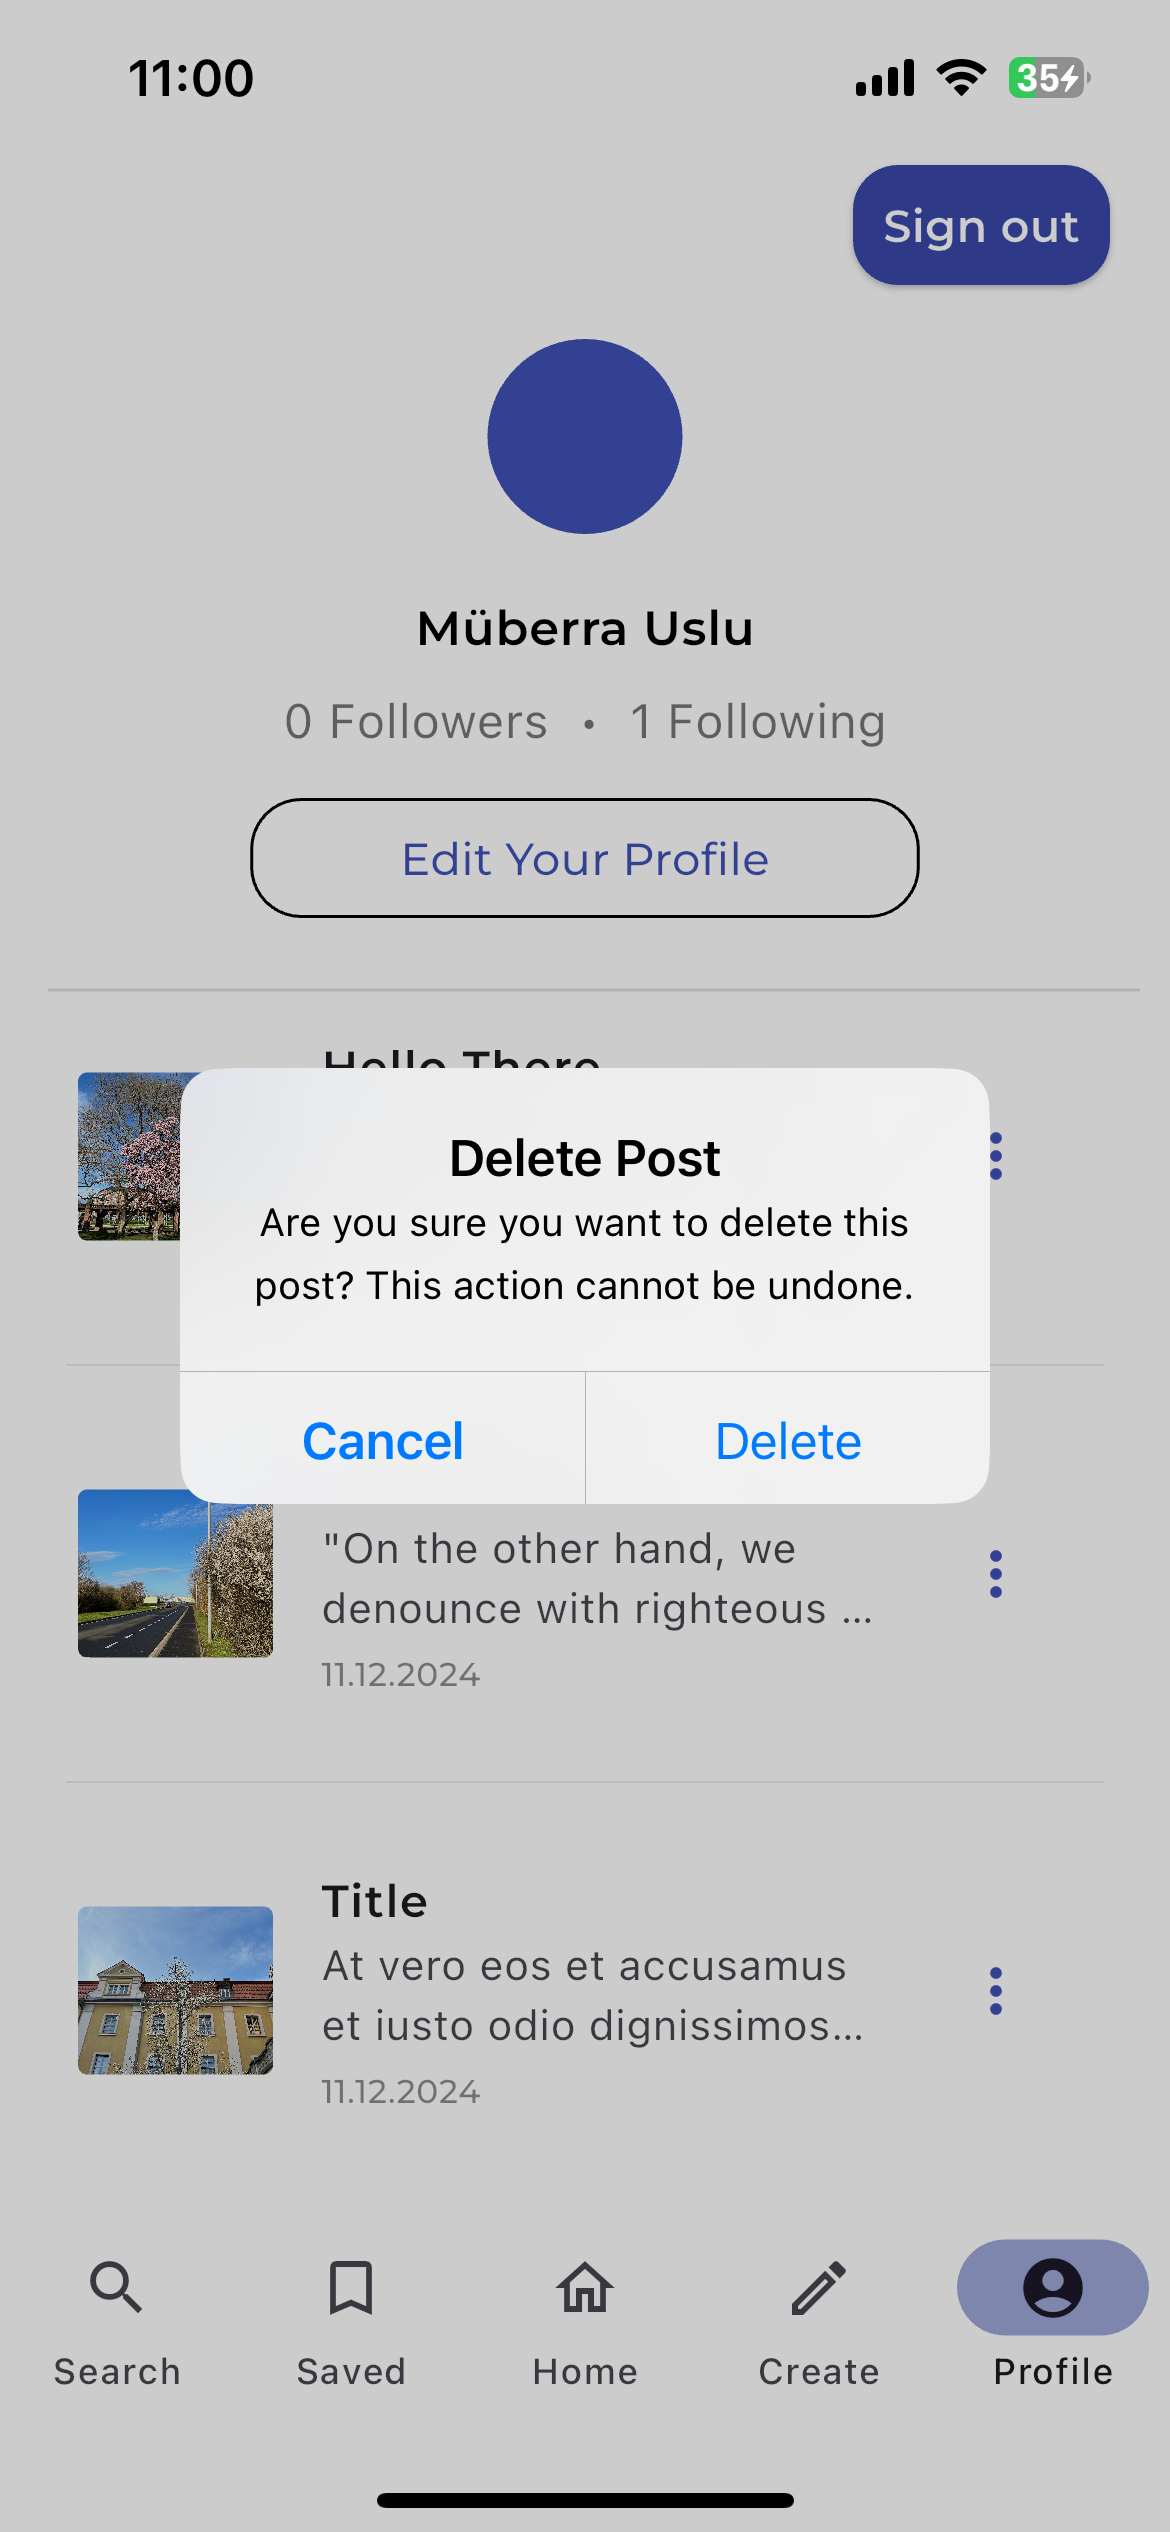 11:00
35
Sign out
Müberra Uslu
0 Followers • 1 Following
Edit Your Profile
Hello There
Delete Post
Are you sure you want to delete this
post? This action cannot be undone.
Cancel
Delete
"On the other hand, we
denounce with righteous ...
11.12.2024
Title
At vero eos et accusamus
et iusto odio dignissimos...
11.12.2024
Search
Saved
Home
Create
Profile